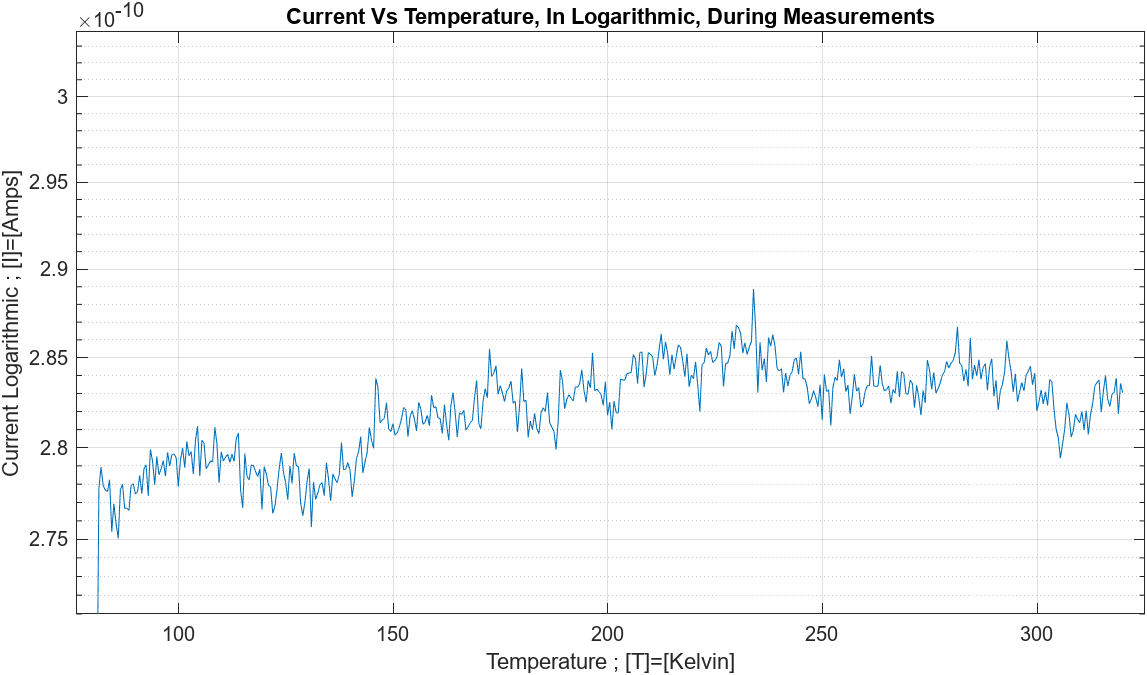 Current Vs Temperature, In Logarithmic, During Measurements
×10-10
3
2.95
2.9
2.85
2.8
2.75
Current Logarithmic ; [I]=[Amps]
100 150 200 250 300
Temperature ; [T]=[Kelvin]